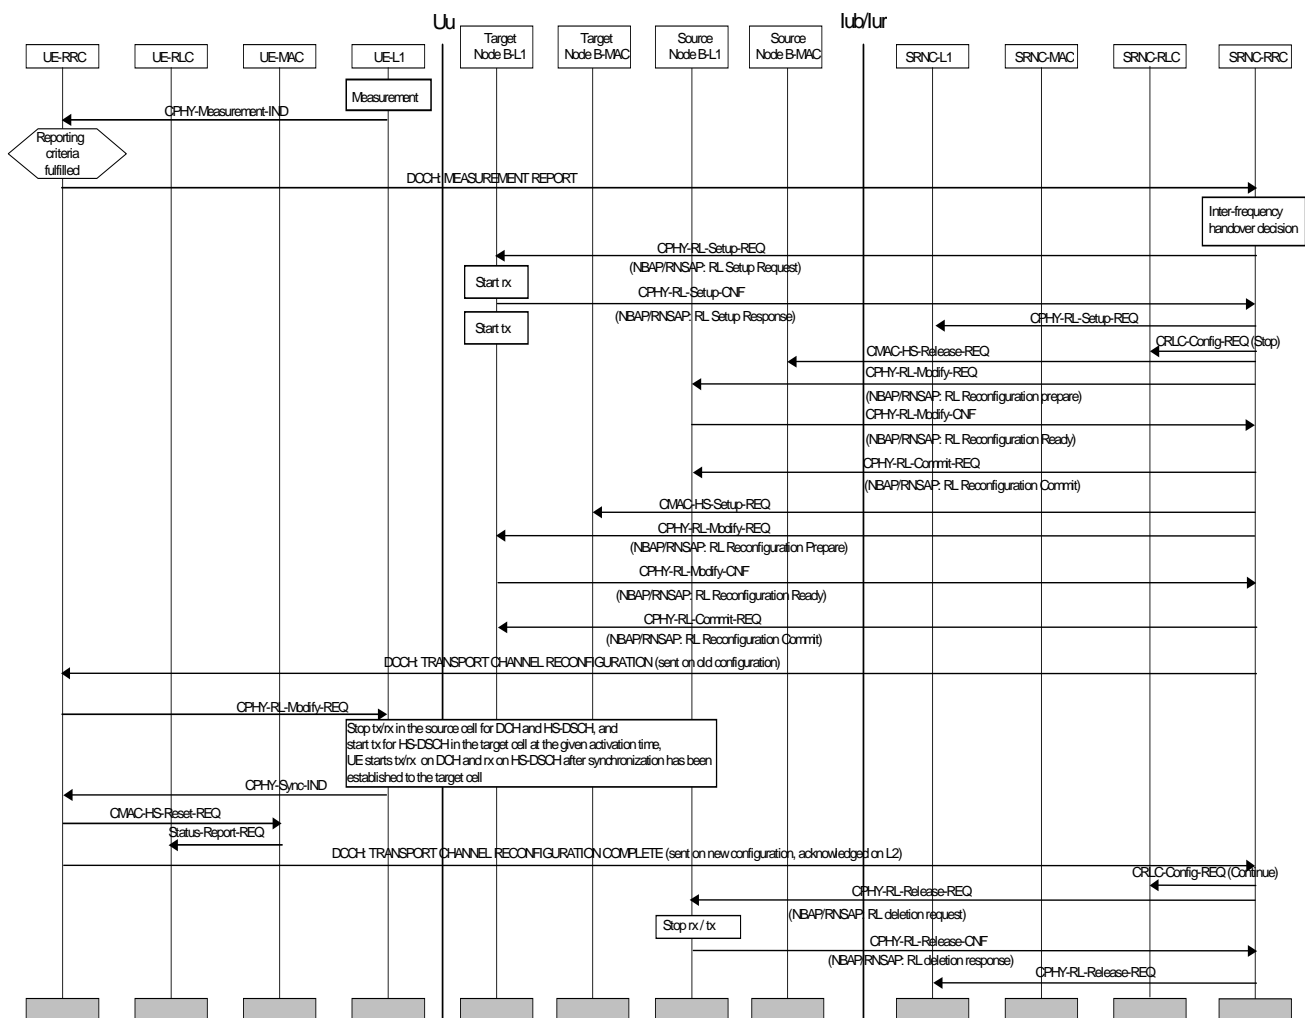 Uu
Iub/Iur
UE-RRC
UE-RLC
UE-MAC
UE-L1
Target
Node B-L1
Target
Node B-MAC
Source
Node B-L1
Source
Node B-MAC
SRNC-L1
SRNC-MAC
SRNC-RLC
SRNC-RRC
Measurement
CPHY-Measurement-IND
Reporting
criteria
fulfilled
DCCH: MEASUREMENT REPORT
Inter-frequency
handover decision
CPHY-RL-Setup-REQ
(NBAP/RNSAP: RL Setup Request)
Start rx
CPHY-RL-Setup-CNF
(NBAP/RNSAP: RL Setup Response)
Start tx
CPHY-RL-Setup-REQ
CRLC-Config-REQ (Stop)
CMAC-HS-Release-REQ
CPHY-RL-Modify-REQ
(NBAP/RNSAP: RL Reconfiguration prepare)
CPHY-RL-Modify-CNF
(NBAP/RNSAP: RL Reconfiguration Ready)
CPHY-RL-Commit-REQ
(NBAP/RNSAP: RL Reconfiguration Commit)
CMAC-HS-Setup-REQ
CPHY-RL-Modify-REQ
(NBAP/RNSAP: RL Reconfiguration Prepare)
CPHY-RL-Modify-CNF
(NBAP/RNSAP: RL Reconfiguration Ready)
CPHY-RL-Commit-REQ
(NBAP/RNSAP: RL Reconfiguration Commit)
DCCH: TRANSPORT CHANNEL RECONFIGURATION (sent on old configuration)
CPHY-RL-Modify-REQ
Stop tx/rx in the source cell for DCH and HS-DSCH, and
start tx for HS-DSCH in the target cell at the given activation time,
UE starts tx/rx on DCH and rx on HS-DSCH after synchronization has been
established to the target cell
CPHY-Sync-IND
CMAC-HS-Reset-REQ
Status-Report-REQ
DCCH: TRANSPORT CHANNEL RECONFIGURATION COMPLETE (sent on new configuration, acknowledged on L2)
CRLC-Config-REQ (Continue)
CPHY-RL-Release-REQ
(NBAP/RNSAP: RL deletion request)
Stop rx / tx
CPHY-RL-Release-CNF
(NBAP/RNSAP: RL deletion response)
CPHY-RL-Release-REQ